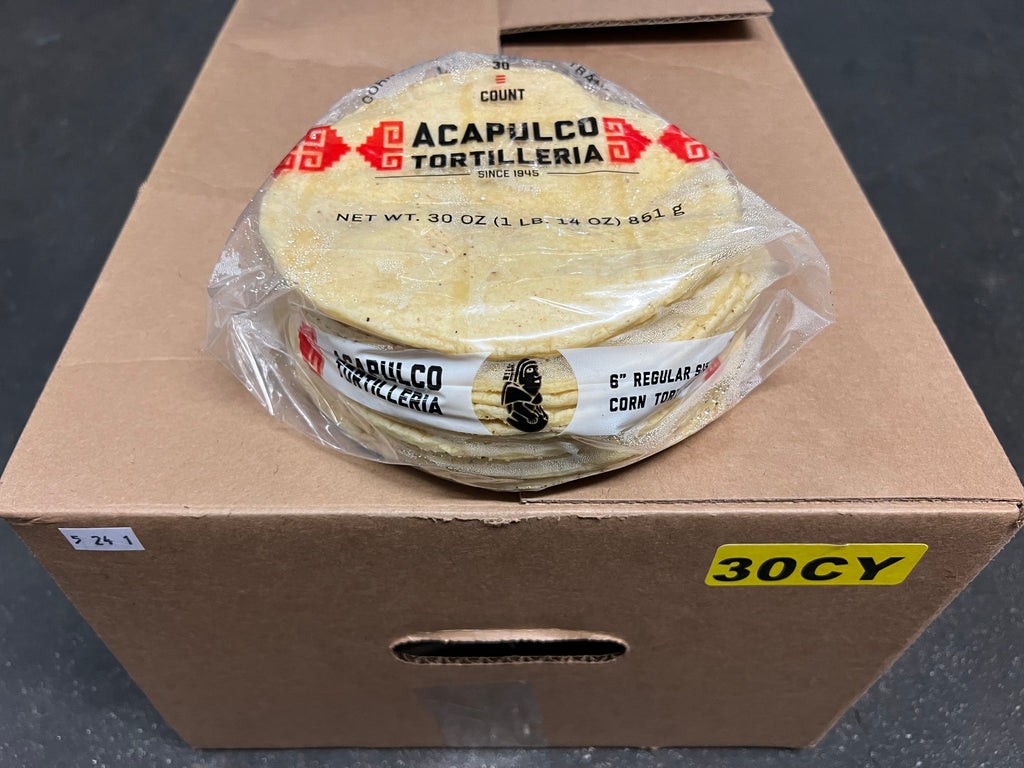 30
COUNT
ACAPULCO
TORTILLERIA
SINCE 1945
NET WT. 30 OZ (1 LB. 14 OZ) 851 g
ACAPULCO
TORTILLERIA
6" REGULAR
CORN
5 24 1
30CY